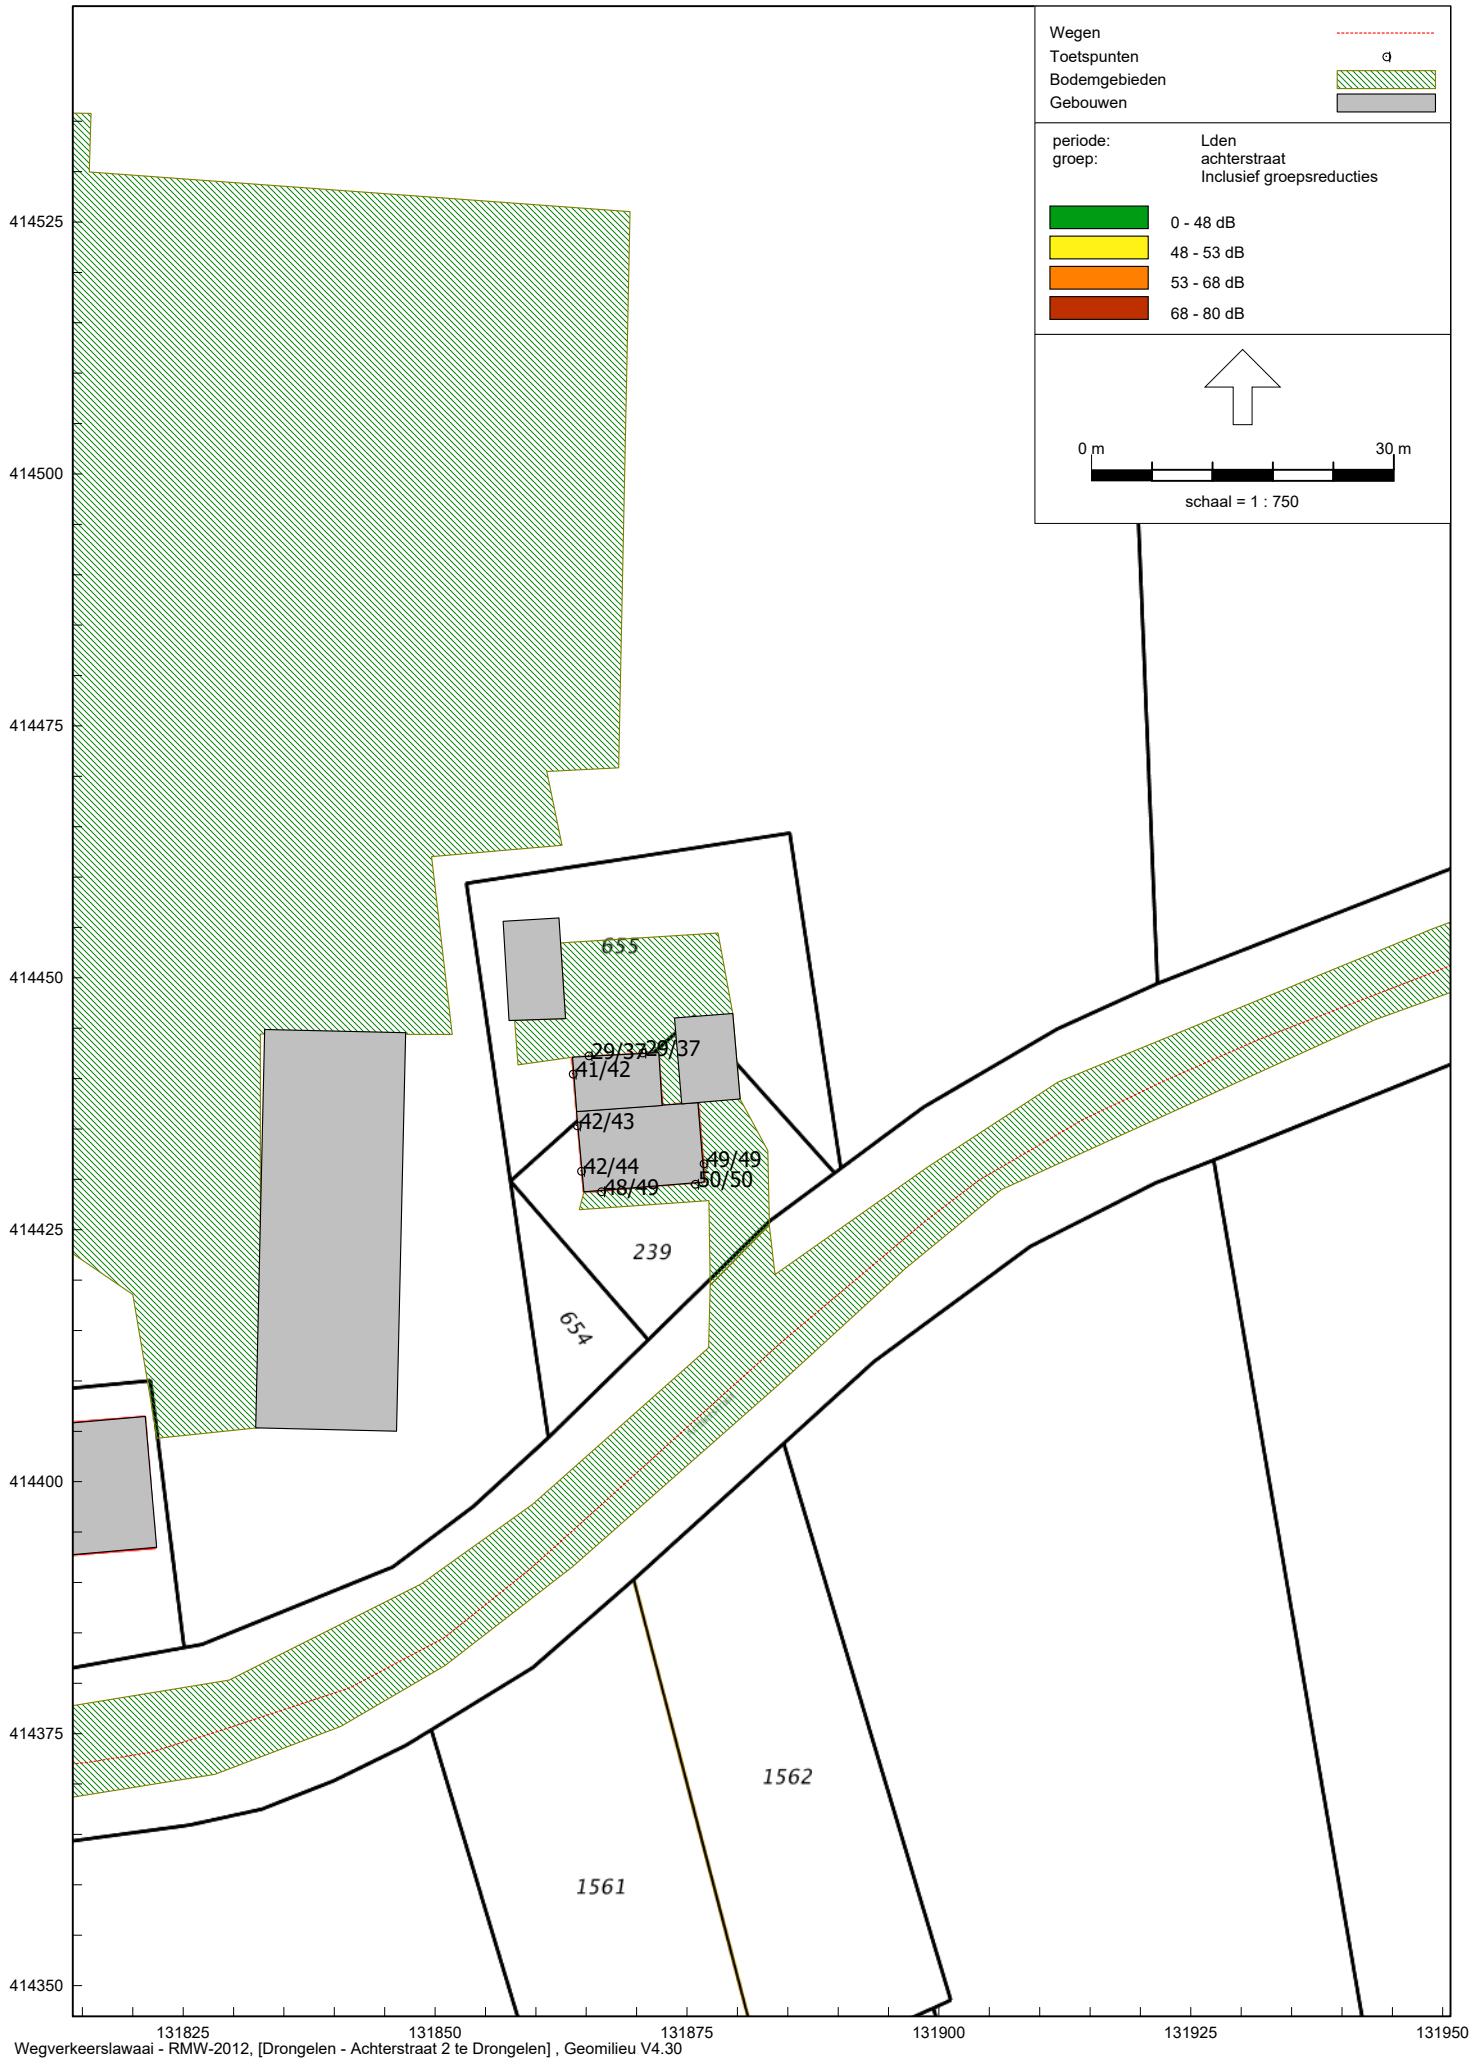 Wegen
Toetspunten
Bodemgebieden
Gebouwen
periode: Lden
groep: achterstraat
Inclusief groepsreducties
0 - 48 dB
48 - 53 dB
53 - 68 dB
68 - 80 dB
0 m 30 m
schaal = 1 : 750
414525
414500
414475
414450
414425
414400
414375
414350
655
29/37 29/37
41/42
42/43
42/44
49/49
48/49
50/50
239
654
1562
1561
131825 131850 131875 131900 131925 131950
Wegverkeerslawaai - RMW-2012, [Drongelen - Achterstraat 2 te Drongelen] , Geomilieu V4.30